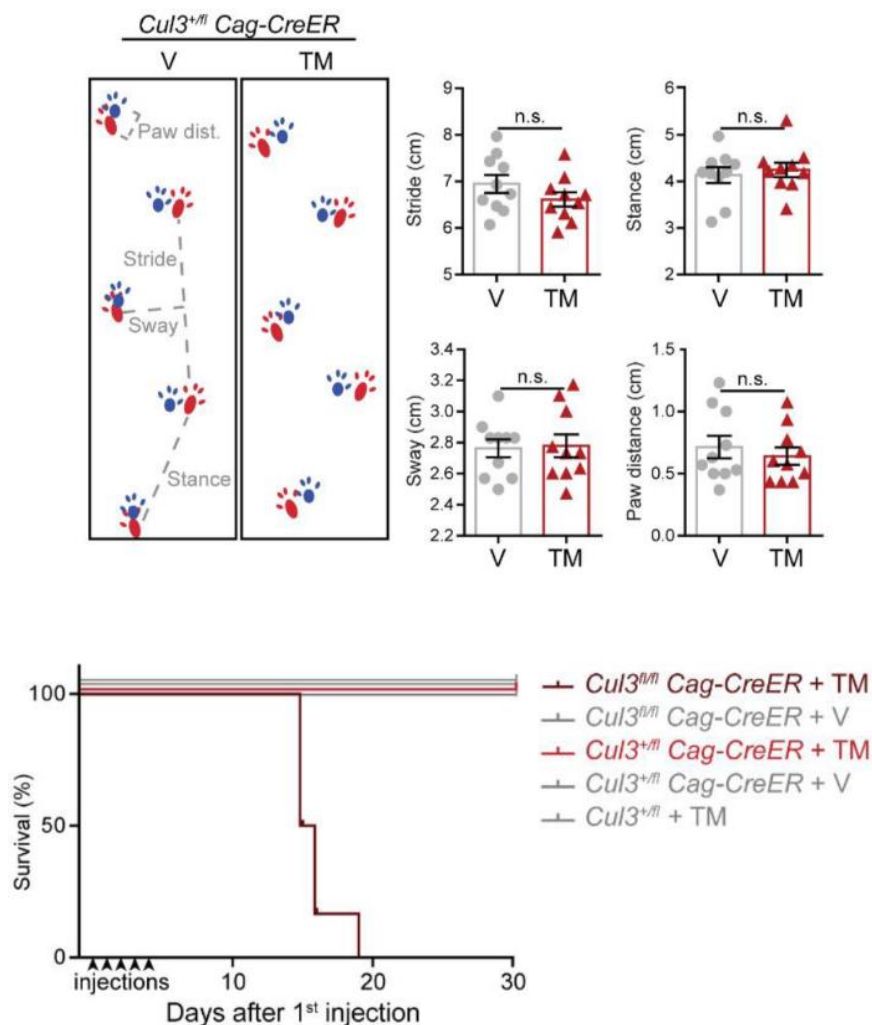 Cul3+/fl Cag-CreER
V TM
Paw dist.
Stride
Sway
Stance
9
8
7
6
5
Stride (cm)
n.s.
V TM
6
5
4
3
2
Stance (cm)
n.s.
V TM
3.4
3.2
3.0
2.8
2.6
2.4
2.2
Sway (cm)
n.s.
V TM
1.5
1.0
0.5
0.0
Paw distance (cm)
n.s.
V TM
100
50
0
Survival (%)
injections
10 20 30
Days after 1st injection
Cul3fl/fl Cag-CreER + TM
Cul3fl/fl Cag-CreER + V
Cul3+/fl Cag-CreER + TM
Cul3+/fl Cag-CreER + V
Cul3+/fl + TM